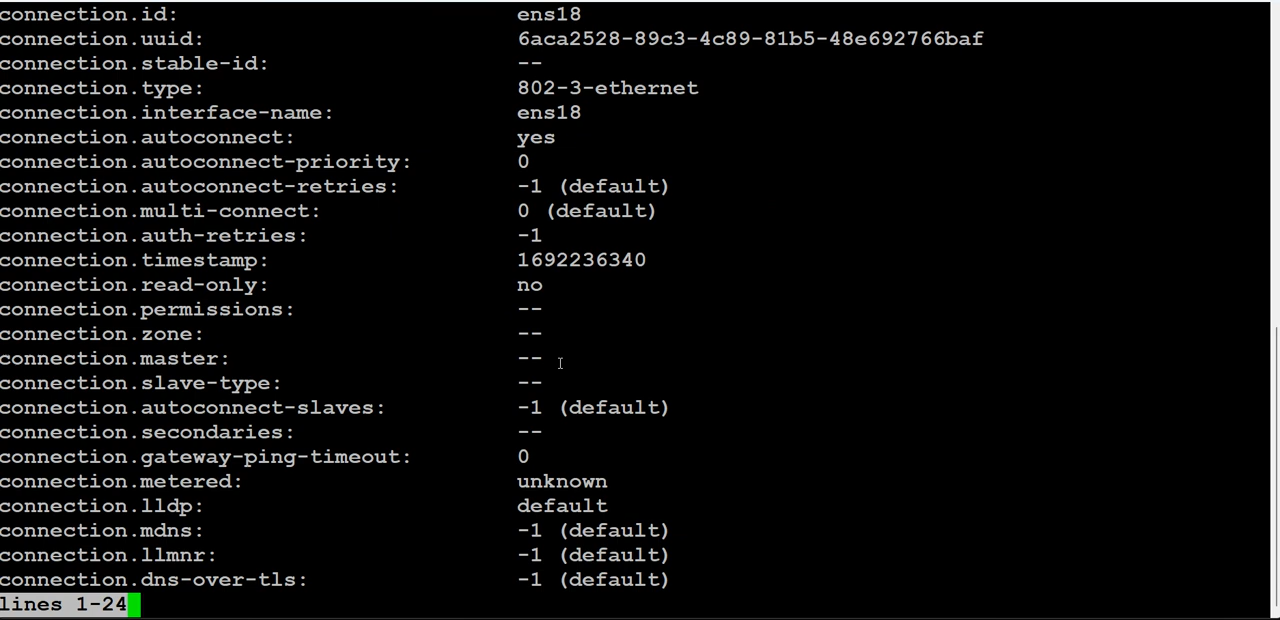 connection.id: ens18
connection.uuid: 6aca2528-89c3-4c89-81b5-48e692766baf
connection.stable-id: --
connection.type: 802-3-ethernet
connection.interface-name: ens18
connection.autoconnect: yes
connection.autoconnect-priority: 0
connection.autoconnect-retries: -1 (default)
connection.multi-connect: 0 (default)
connection.auth-retries: -1
connection.timestamp: 1692236340
connection.read-only: no
connection.permissions: --
connection.zone: --
connection.master: --
connection.slave-type: --
connection.autoconnect-slaves: -1 (default)
connection.secondaries: --
connection.gateway-ping-timeout: 0
connection.metered: unknown
connection.lldp: default
connection.mdns: -1 (default)
connection.llmnr: -1 (default)
connection.dns-over-tls: -1 (default)
lines 1-24